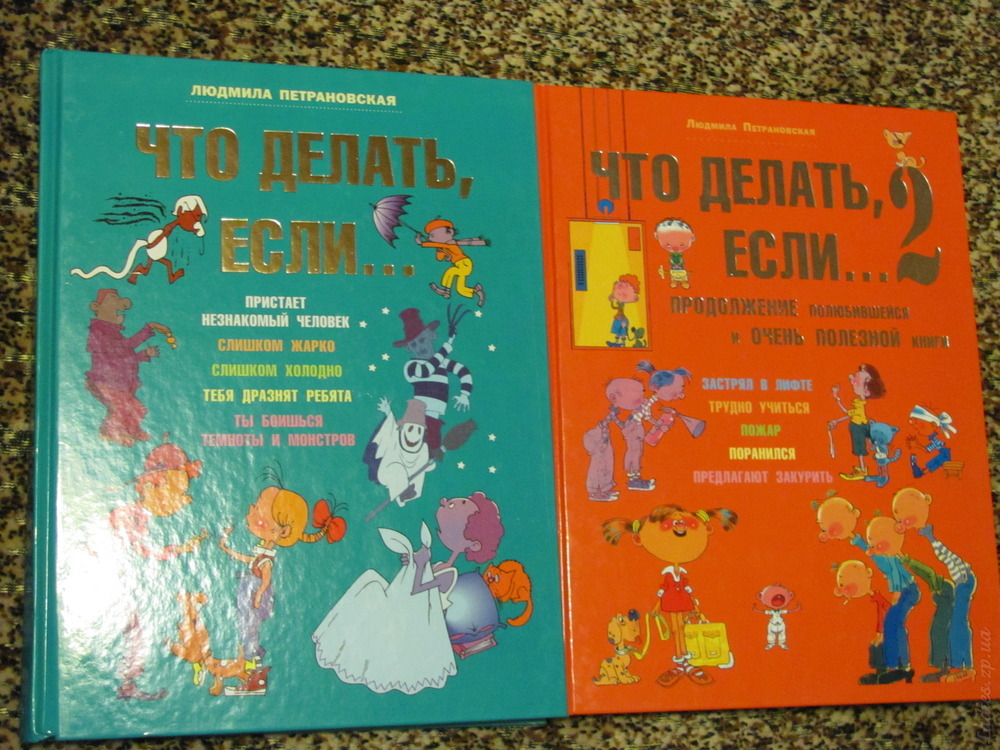 ЛЮДМИЛА ПЕТРАНОВСКАЯ
ЧТО ДЕЛАТЬ,
ЕСЛИ...
ПРИСТАЕТ
НЕЗНАКОМЫЙ ЧЕЛОВЕК
СЛИШКОМ ЖАРКО
СЛИШКОМ ХОЛОДНО
ТЕБЯ ДРАЗНЯТ РЕБЯТА
ТЫ БОИШЬСЯ
ТЕМНОТЫ И МОНСТРОВ
ЛЮДМИЛА ПЕТРАНОВСКАЯ
ЧТО ДЕЛАТЬ, 2
ЕСЛИ...
ПРОДОЛЖЕНИЕ ПОЛЮБИВШЕЙСЯ
И ОЧЕНЬ ПОЛЕЗНОЙ КНИГИ
ЗАСТРЯЛ В ЛИФТЕ
ТРУДНО УЧИТЬСЯ
ПОЖАР
ПОРАНИЛСЯ
ПРЕДЛАГАЮТ ЗАКУРИТЬ